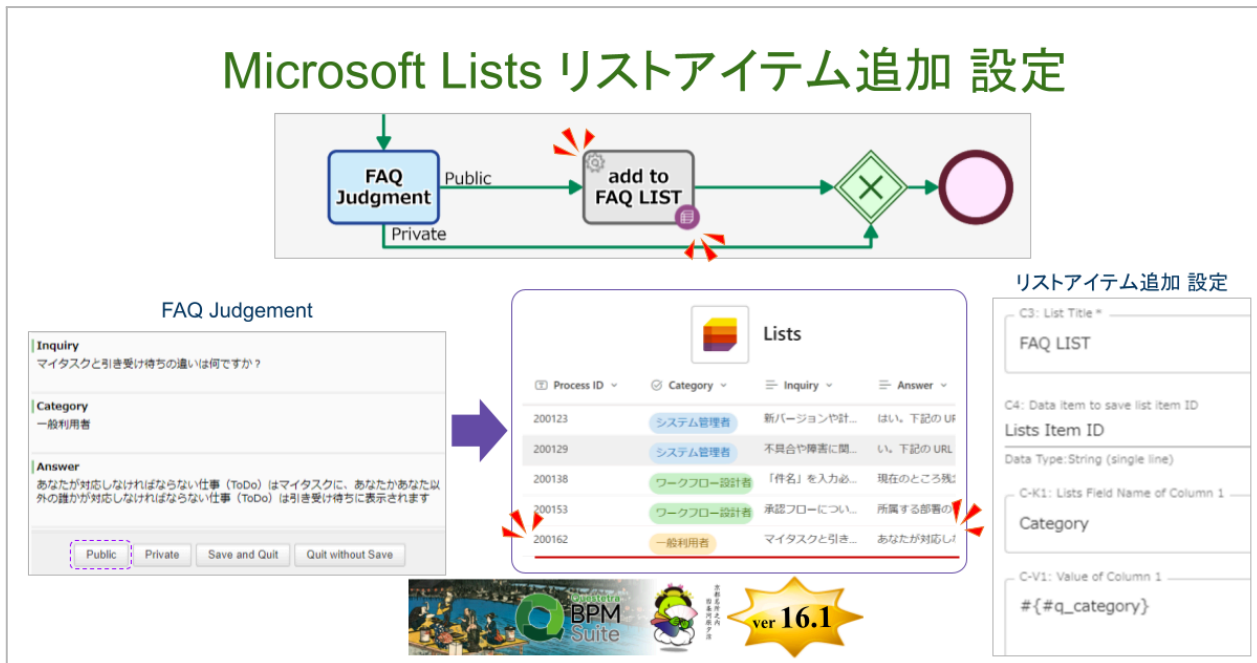 Microsoft Lists リストアイテム追加 設定
FAQ
Judgment
Public
add to
FAQ LIST
Private
FAQ Judgement
Inquiry
マイタスクと引き受け待ちの違いは何ですか？
Category
一般利用者
Answer
あなたが対応しなければならない仕事（ToDo）はマイタスクに、あなたかあなた以
外の誰かが対応しなければならない仕事（ToDo）は引き受け待ちに表示されます
Public Private Save and Quit Quit without Save
Lists
Process ID Category Inquiry Answer
200123 システム管理者 新バージョンや計... はい。下記の UR
200129 システム管理者 不具合や障害に関... い。下記の URL
200138 ワークフロー設計者 「件名」を入力必... 現在のところ残
200153 ワークフロー設計者 承認フローについ... 所属する部署の
200162 一般利用者 マイタスクと引き... あなたが対応し
リストアイテム追加 設定
C3: List Title *
FAQ LIST
C4: Data item to save list item ID
Lists Item ID
Data Type:String (single line)
C-K1: Lists Field Name of Column 1
Category
C-V1: Value of Column 1
#{#q_category}
Questetra
BPM
Suite
ver 16.1